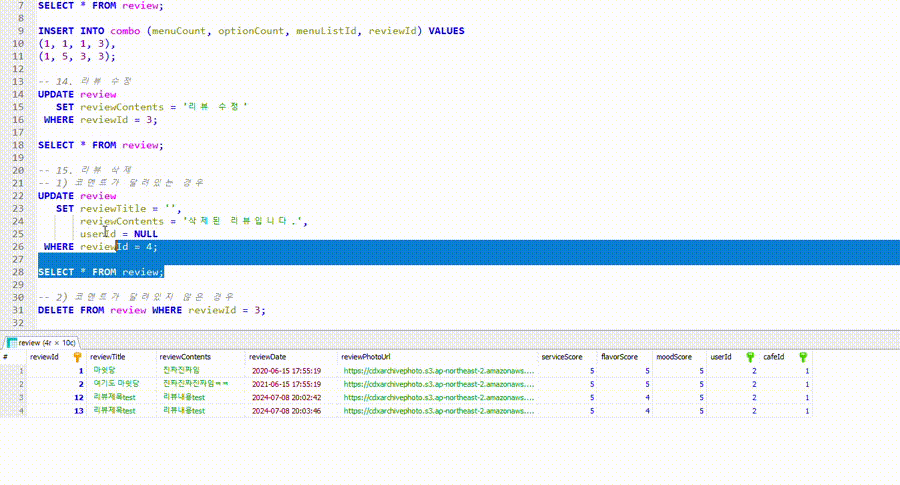 7 SELECT * FROM review;
8
9 INSERT INTO combo (menuCount, optionCount, menuListId, reviewId) VALUES
10 (1, 1, 1, 3),
11 (1, 5, 3, 3);
12
13 -- 14. 리뷰 수정
14 UPDATE review
15 SET reviewContents = '리뷰 수정'
16 WHERE reviewId = 3;
17
18 SELECT * FROM review;
19
20 -- 15. 리뷰 삭제
21 -- 1) 코멘트가 달려있는 경우
22 UPDATE review
23 SET reviewTitle = '',
24 reviewContents = '삭제된 리뷰입니다.',
25 userId = NULL
26 WHERE reviewId = 4;
27
28 SELECT * FROM review;
29
30 -- 2) 코멘트가 달려있지 않은 경우
31 DELETE FROM review WHERE reviewId = 3;
32
review (4r × 10c)
# reviewId reviewTitle reviewContents reviewDate reviewPhotoUrl serviceScore flavorScore moodScore userId cafeId
1 1 마쉿당 진짜진짜임 2020-06-15 17:55:19 https://cdxarchivephoto.s3.ap-northeast-2.amazonaws.... 5 5 5 2 1
2 2 여기도 마쉿당 진짜진짜진짜임ㅋㅋ 2021-06-15 17:55:19 https://cdxarchivephoto.s3.ap-northeast-2.amazonaws.... 5 5 5 2 1
3 12 리뷰제목test 리뷰내용test 2024-07-08 20:02:42 https://cdxarchivephoto.s3.ap-northeast-2.amazonaws.... 5 4 5 2 1
4 13 리뷰제목test 리뷰내용test 2024-07-08 20:03:46 https://cdxarchivephoto.s3.ap-northeast-2.amazonaws.... 5 4 5 2 1